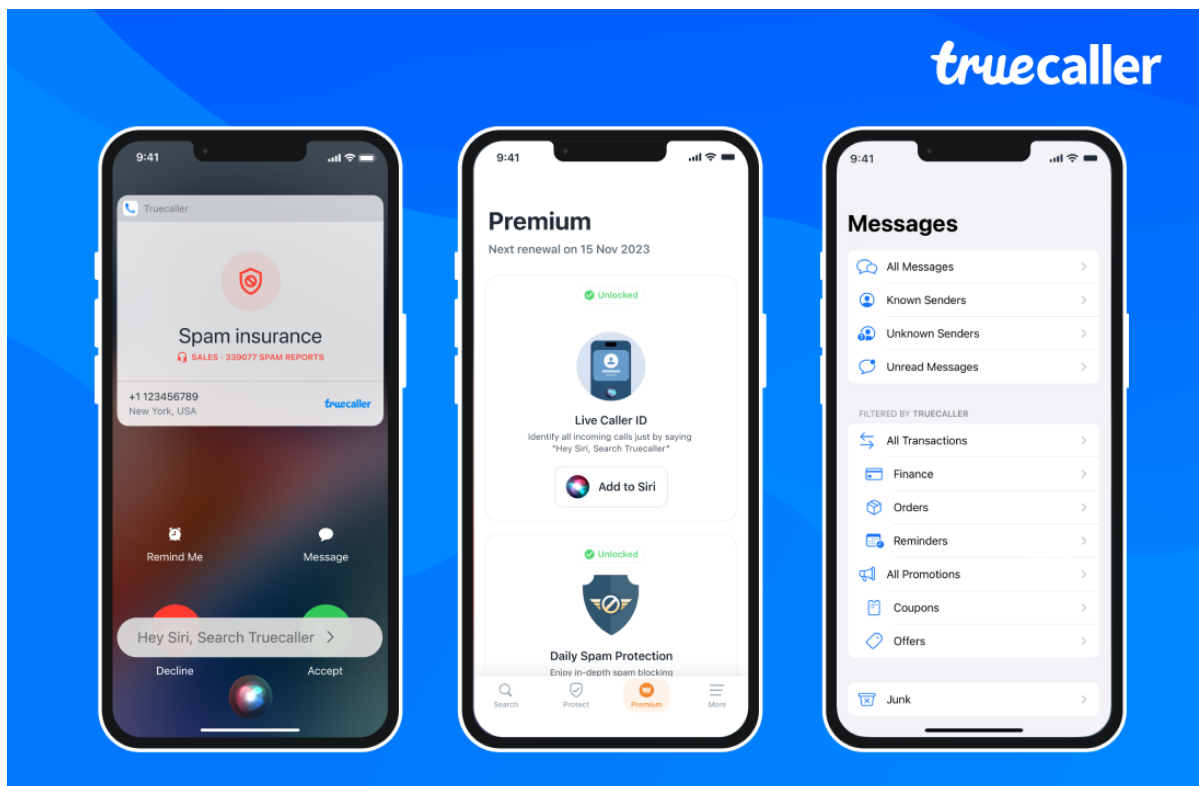 truecaller
9:41
Truecaller
Spam insurance
SALES - 339077 SPAM REPORTS
+1 123456789
New York, USA
truecaller
Remind Me
Message
Hey Siri, Search Truecaller
Decline
Accept
9:41
Premium
Next renewal on 15 Nov 2023
Unlocked
Live Caller ID
Identify all incoming calls just by saying
"Hey Siri, Search Truecaller"
Add to Siri
Unlocked
Daily Spam Protection
Enjoy in-depth spam blocking
Search
Protect
Premium
More
9:41
Messages
All Messages
Known Senders
Unknown Senders
Unread Messages
FILTERED BY TRUECALLER
All Transactions
Finance
Orders
Reminders
All Promotions
Coupons
Offers
Junk